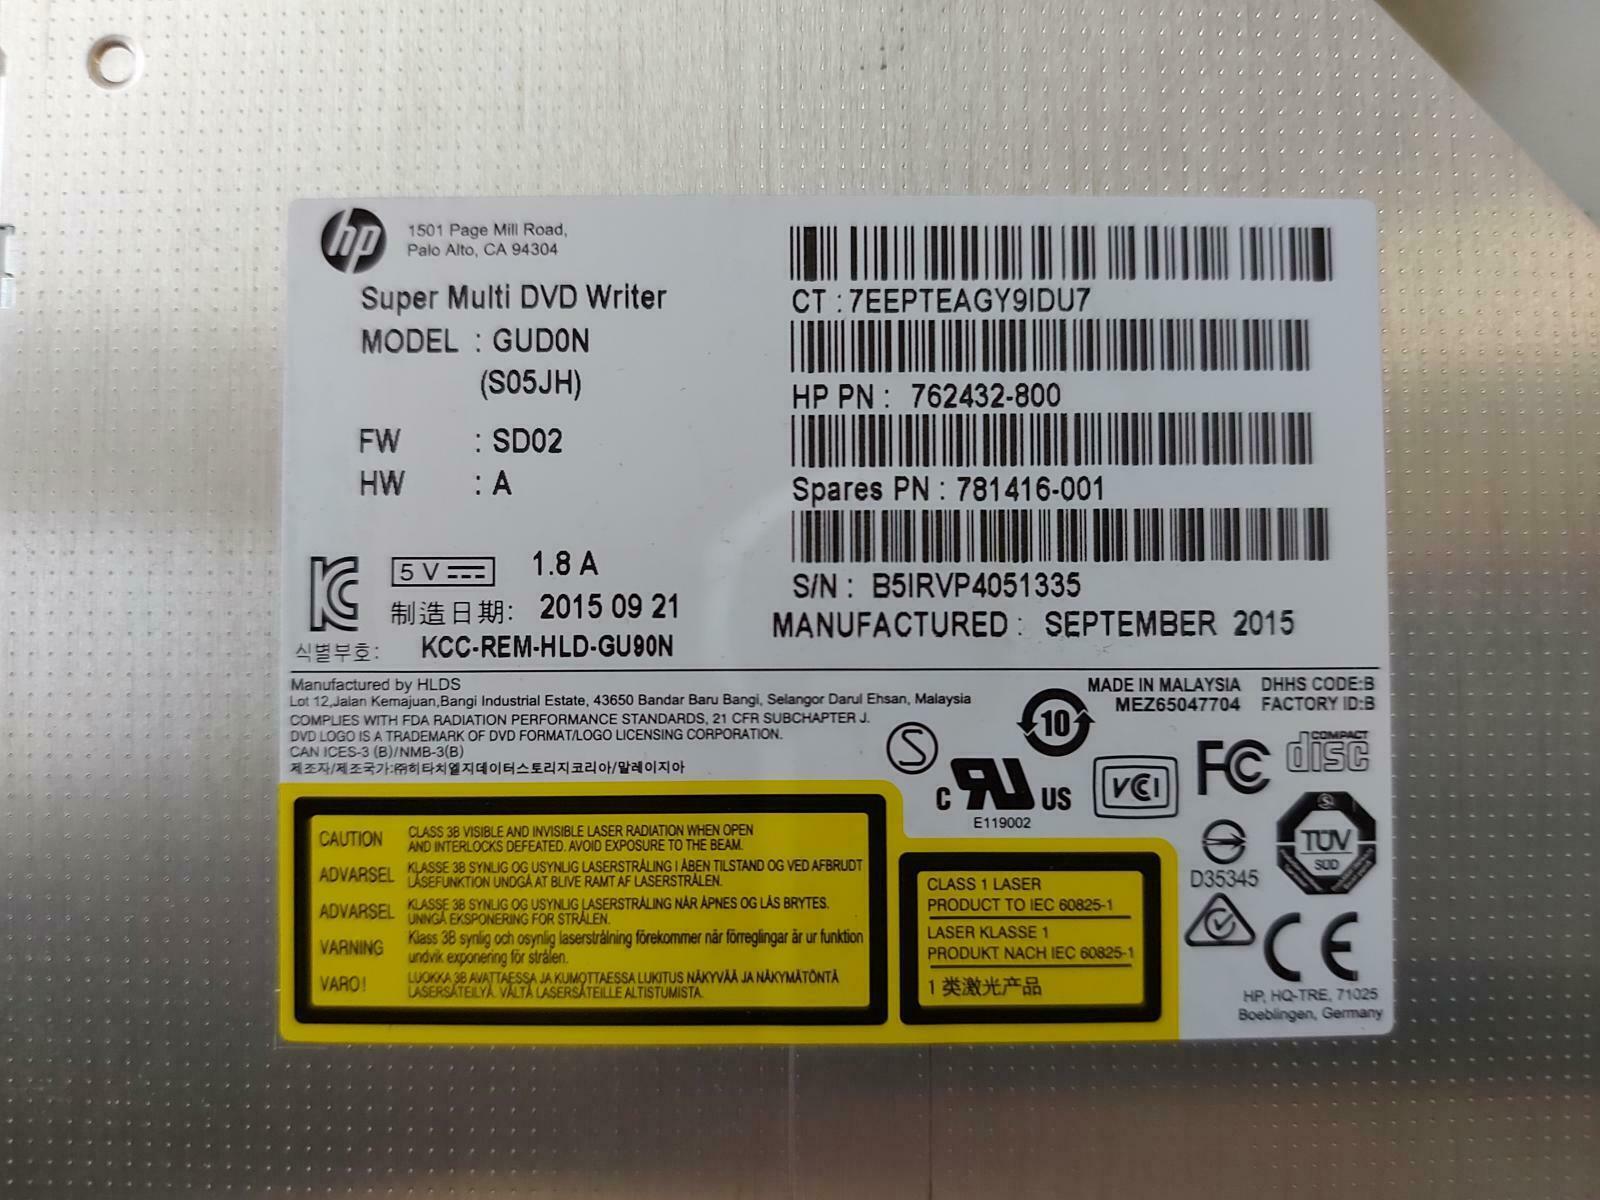 hp
1501 Page Mill Road,
Palo Alto, CA 94304
Super Multi DVD Writer
MODEL : GUD0N
(S05JH)
FW : SD02
HW : A
5 V 1.8 A
制造日期: 2015 09 21
식별부호: KCC-REM-HLD-GU90N
CT : 7EEPTEAGY9IDU7
HP PN : 762432-800
Spares PN : 781416-001
S/N : B5IRVP4051335
MANUFACTURED : SEPTEMBER 2015
Manufactured by HLDS
Lot 12,Jalan Kemajuan,Bangi Industrial Estate, 43650 Bandar Baru Bangi, Selangor Darul Ehsan, Malaysia
COMPLIES WITH FDA RADIATION PERFORMANCE STANDARDS, 21 CFR SUBCHAPTER J.
DVD LOGO IS A TRADEMARK OF DVD FORMAT/LOGO LICENSING CORPORATION.
CAN ICES-3 (B)/NMB-3(B)
제조자/제조국가:㈜히타치엘지데이터스토리지코리아/말레이지아
MADE IN MALAYSIA DHHS CODE:B
MEZ65047704 FACTORY ID:B
10
S
C RU US
E119002
VCI
FC
COMPACT
disc
D35345
TÜV
SÜD
CE
HP, HQ-TRE, 71025
Boeblingen, Germany
CAUTION CLASS 3B VISIBLE AND INVISIBLE LASER RADIATION WHEN OPEN
AND INTERLOCKS DEFEATED. AVOID EXPOSURE TO THE BEAM.
ADVARSEL KLASSE 3B SYNLIG OG USYNLIG LASERSTRÅLING I ÅBEN TILSTAND OG VED AFBRUDT
LÅSEFUNKTION UNDGÅ AT BLIVE RAMT AF LASERSTRÅLEN.
ADVARSEL KLASSE 3B SYNLIG OG USYNLIG LASERSTRÅLING NÅR ÅPNES OG LÅS BRYTES.
UNNGÅ EKSPONERING FOR STRÅLEN.
VARNING Klass 3B synlig och osynlig laserstrålning förekommer när förreglingar är ur funktion
undvik exponering för strålen.
VARO! LUOKKA 3B AVATTAESSA JA KUMOTTAESSA LUKITUS NÄKYVÄÄ JA NÄKYMÄTÖNTÄ
LASERSÄTEILYÄ. VÄLTÄ LASERSÄTEILLE ALTISTUMISTA.
CLASS 1 LASER
PRODUCT TO IEC 60825-1
LASER KLASSE 1
PRODUKT NACH IEC 60825-1
1 类激光产品